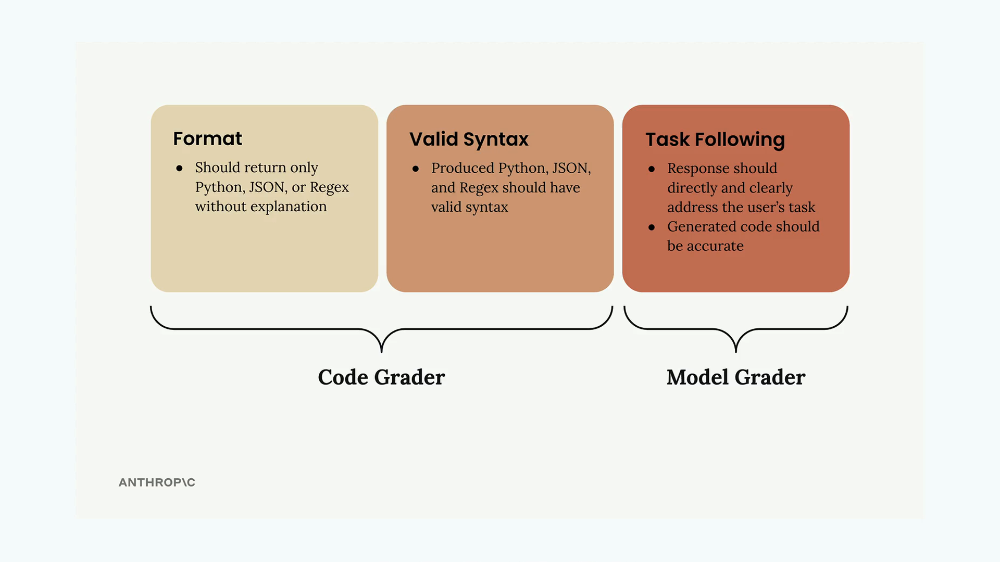 Format
● Should return only
Python, JSON, or Regex
without explanation
Valid Syntax
● Produced Python, JSON,
and Regex should have
valid syntax
Task Following
● Response should
directly and clearly
address the user’s task
● Generated code should
be accurate
Code Grader
Model Grader
ANTHROP\C